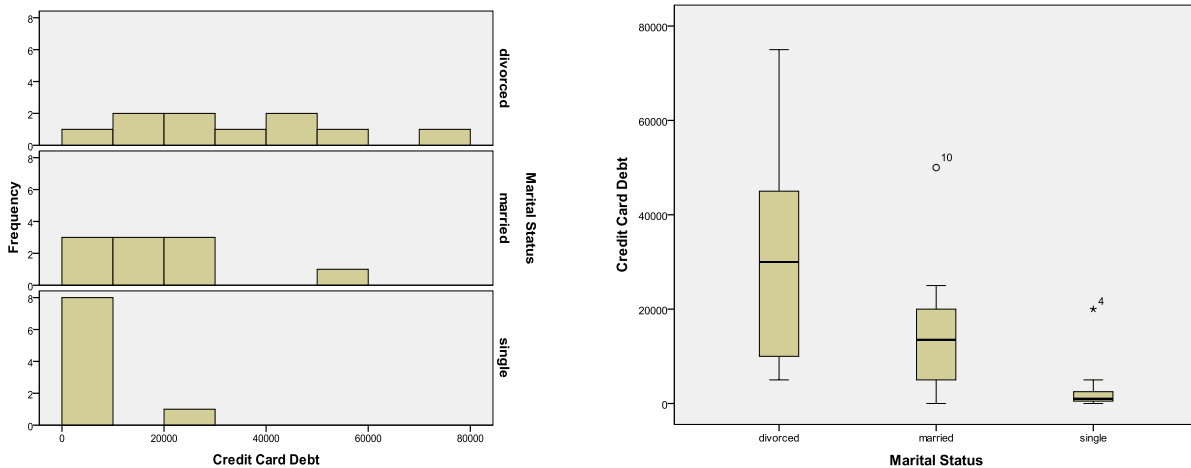 8
6
4
2
0
divorced
8
6
4
2
0
married
8
6
4
2
0
single
Frequency
Marital Status
0
20000
40000
60000
80000
Credit Card Debt
80000
60000
40000
20000
0
Credit Card Debt
10
4
divorced
married
single
Marital Status